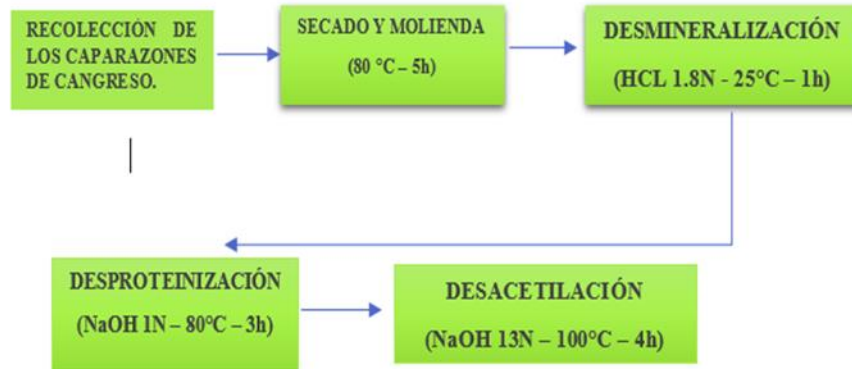 RECOLECCIÓN DE
LOS CAPARAZONES
DE CANGRESO.
SECADO Y MOLIENDA
(80 °C – 5h)
DESMINERALIZACIÓN
(HCL 1.8N - 25°C – 1h)
DESPROTEINIZACIÓN
(NaOH 1N – 80°C – 3h)
DESACETILACIÓN
(NaOH 13N – 100°C – 4h)